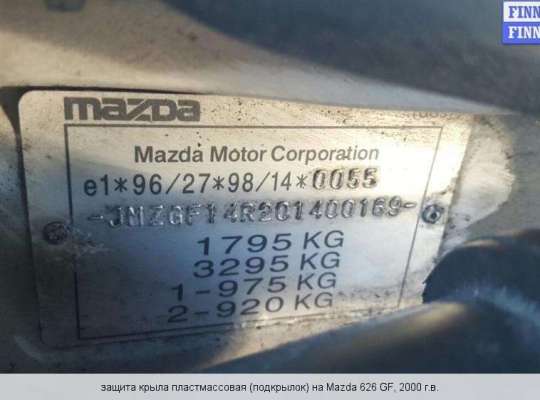 FINN
FINN
mazda
Mazda Motor Corporation
e1*96/27*98/14*0055
-JMZGF14R201400169-
1795 KG
3295 KG
1-975 KG
2-920 KG
защита крыла пластмассовая (подкрылок) на Mazda 626 GF, 2000 г.в.